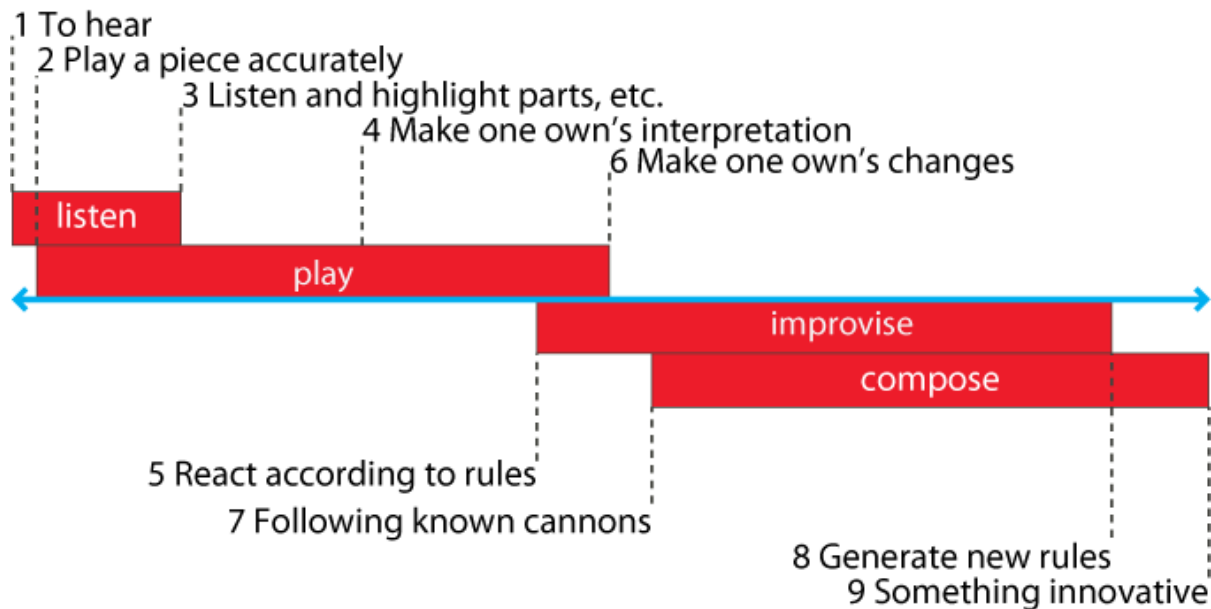 1 To hear
2 Play a piece accurately
3 Listen and highlight parts, etc.
4 Make one own's interpretation
6 Make one own's changes
listen
play
improvise
compose
5 React according to rules
7 Following known cannons
8 Generate new rules
9 Something innovative